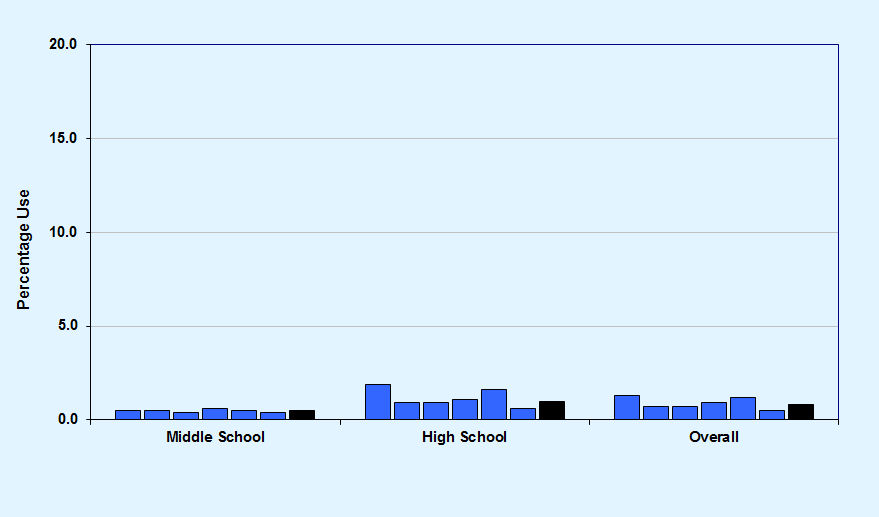 20.0
15.0
10.0
5.0
0.0
Percentage Use
Middle School
High School
Overall